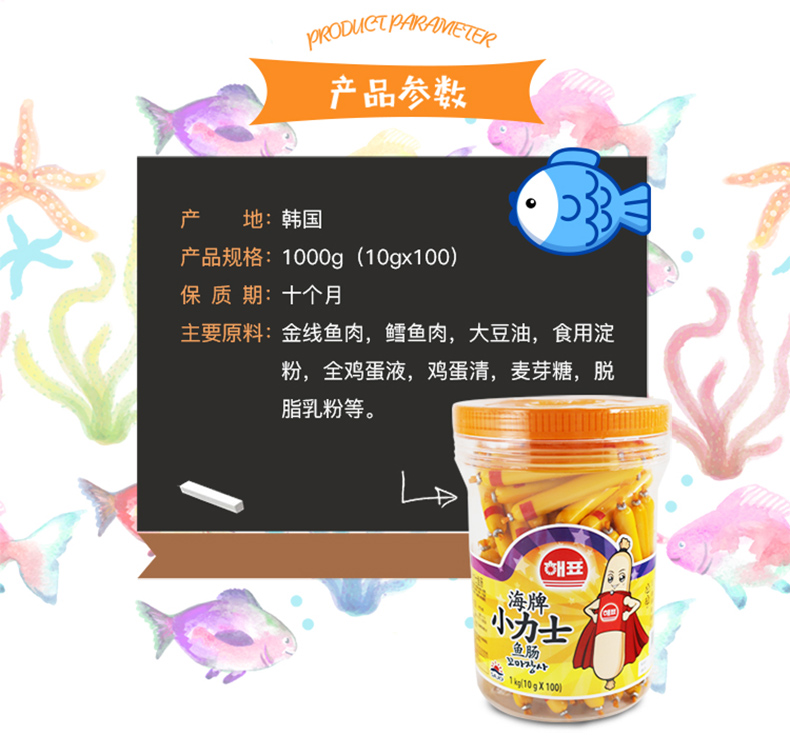 PRODUCT PARAMETER
产品参数
产 地：韩国
产品规格：1000g（10gx100）
保 质 期：十个月
主要原料：金线鱼肉，鳕鱼肉，大豆油，食用淀
粉，全鸡蛋液，鸡蛋清，麦芽糖，脱
脂乳粉等。
해표
海牌
小力士
鱼肠
꼬마장사
해표
1kg(10gX100)